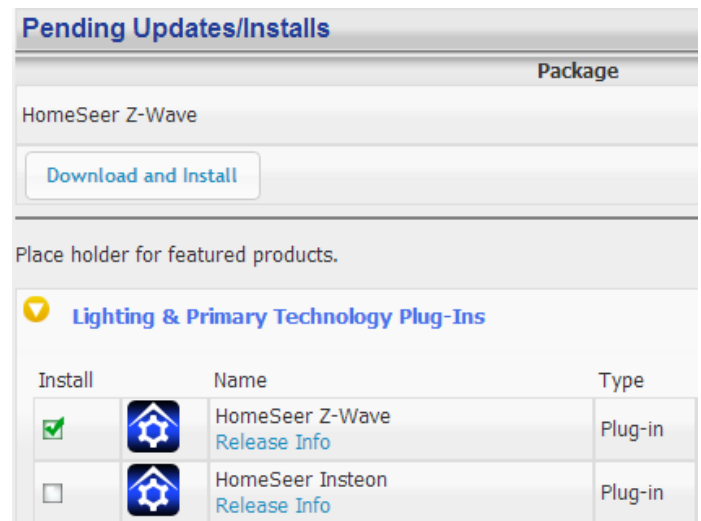 Pending Updates/Installs
Package
HomeSeer Z-Wave
Download and Install
Place holder for featured products.
Lighting & Primary Technology Plug-Ins
Install Name Type
HomeSeer Z-Wave
Release Info
Plug-in
HomeSeer Insteon
Release Info
Plug-in